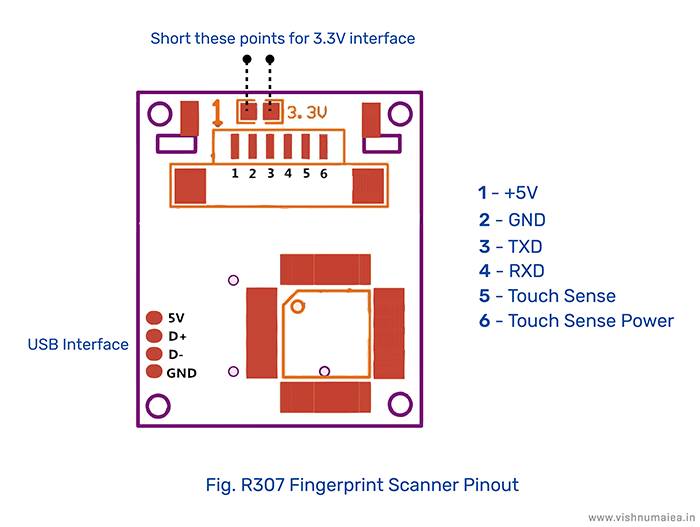 Short these points for 3.3V interface
1 3.3V
1 2 3 4 5 6
1 - +5V
2 - GND
3 - TXD
4 - RXD
5 - Touch Sense
6 - Touch Sense Power
5V
D+
USB Interface
D-
GND
Fig. R307 Fingerprint Scanner Pinout
www.vishnumaiea.in